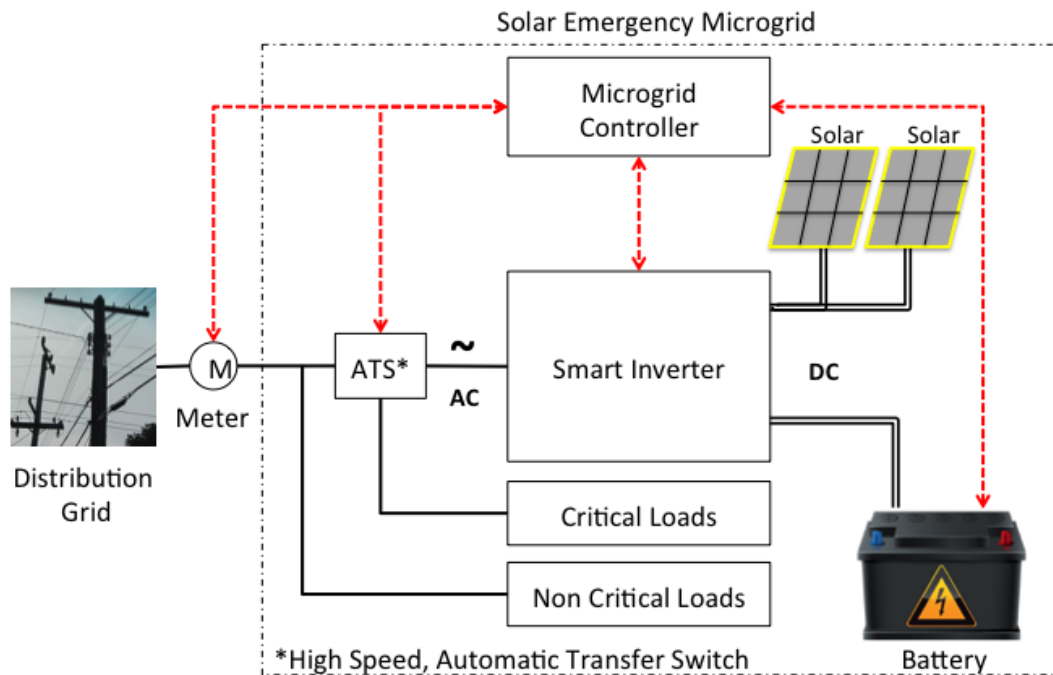 Solar Emergency Microgrid
Microgrid
Controller
Solar
Solar
M
Meter
ATS*
~
AC
Smart Inverter
DC
Distribution
Grid
Critical Loads
Non Critical Loads
*High Speed, Automatic Transfer Switch
Battery